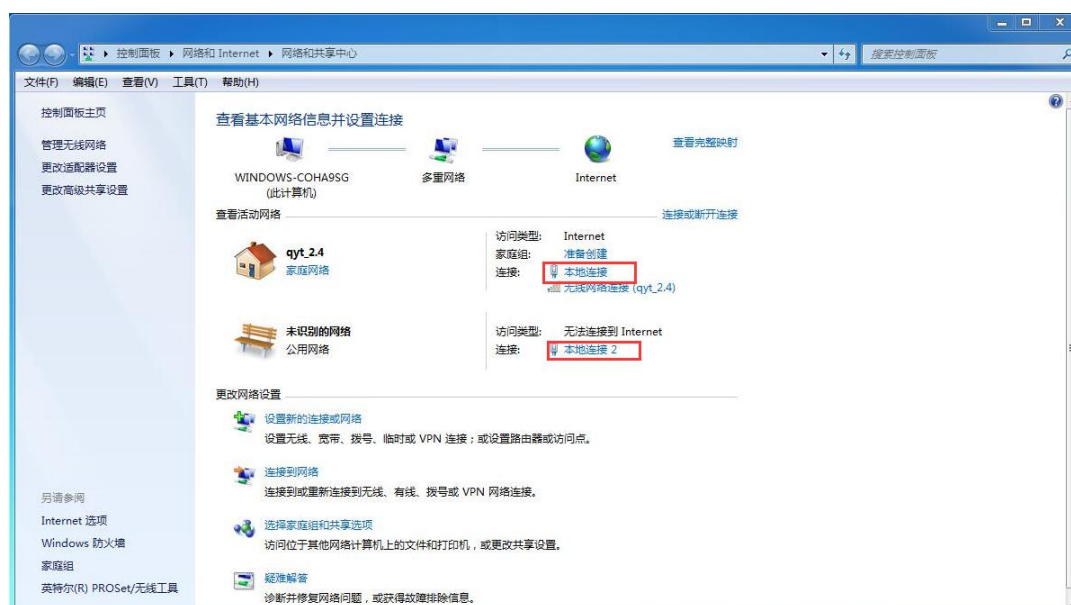 控制面板 ▸ 网络和 Internet ▸ 网络和共享中心
搜索控制面板
文件(F) 编辑(E) 查看(V) 工具(T) 帮助(H)
控制面板主页
管理无线网络
更改适配器设置
更改高级共享设置
另请参阅
Internet 选项
Windows 防火墙
家庭组
英特尔(R) PROSet/无线工具
查看基本网络信息并设置连接
查看完整映射
WINDOWS-COHA9SG
(此计算机)
多重网络
Internet
查看活动网络
连接或断开连接
qyt_2.4
家庭网络
访问类型: Internet
家庭组: 准备创建
连接: 本地连接
无线网络连接 (qyt_2.4)
未识别的网络
公用网络
访问类型: 无法连接到 Internet
连接: 本地连接 2
更改网络设置
设置新的连接或网络
设置无线、宽带、拨号、临时或 VPN 连接；或设置路由器或访问点。
连接到网络
连接到或重新连接到无线、有线、拨号或 VPN 网络连接。
选择家庭组和共享选项
访问位于其他网络计算机上的文件和打印机，或更改共享设置。
疑难解答
诊断并修复网络问题，或获得故障排除信息。